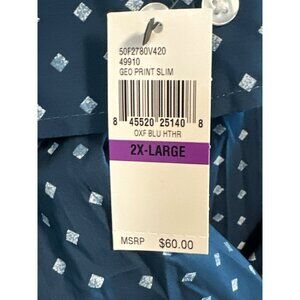 50F2780V420
49910
GEO PRINT SLIM
8 45520 25140 8
OXF BLU HTHR
2X-LARGE
MSRP $60.00